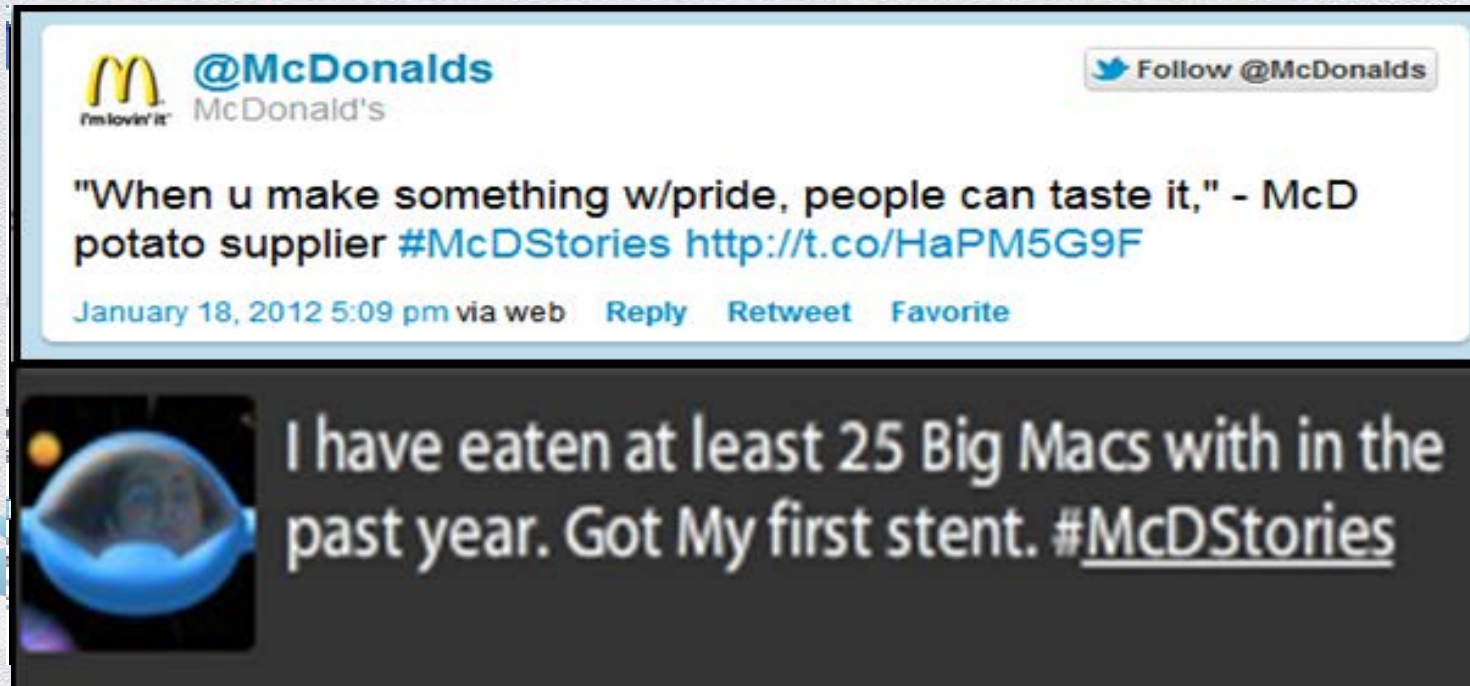 @McDonalds
Follow @McDonalds
i'm lovin' it™
McDonald's
"When u make something w/pride, people can taste it," - McD
potato supplier #McDStories http://t.co/HaPM5G9F
January 18, 2012 5:09 pm via web Reply Retweet Favorite
I have eaten at least 25 Big Macs with in the
past year. Got My first stent. #McDStories